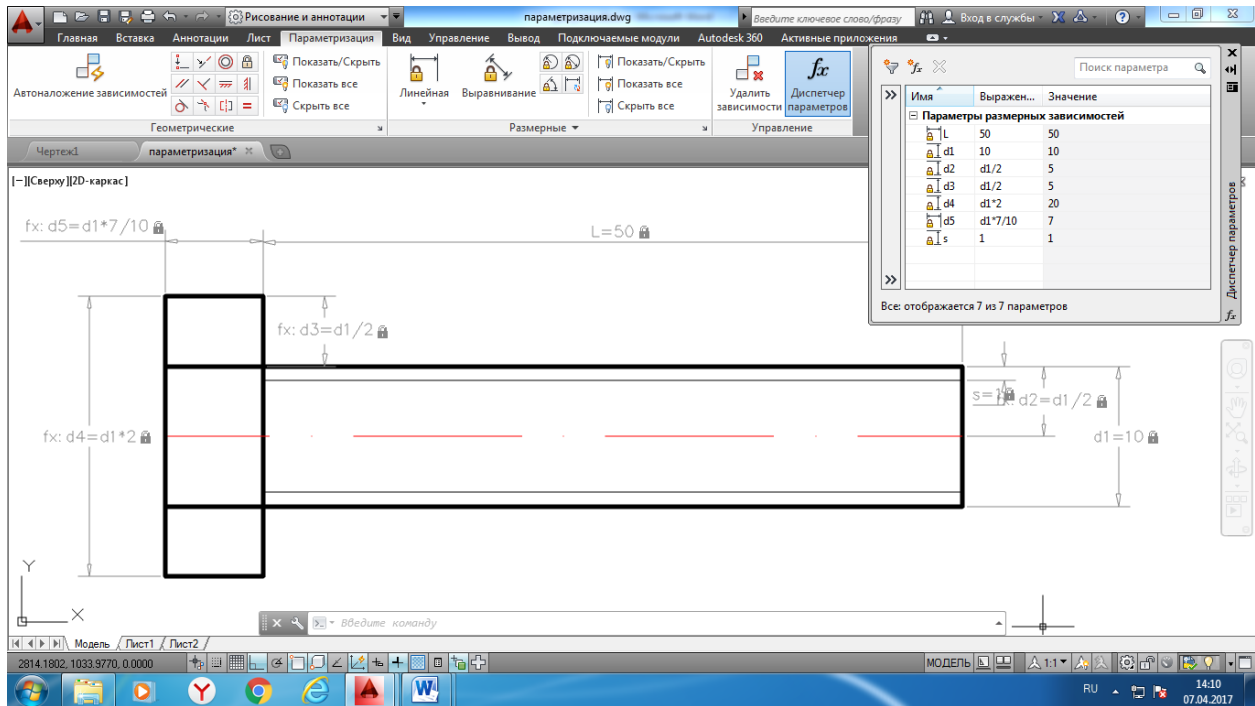 Рисование и аннотации
параметризация.dwg
Введите ключевое слово/фразу
Вход в службы
Главная Вставка Аннотации Лист Параметризация Вид Управление Вывод Подключаемые модули Autodesk 360 Активные приложения
Автоналожение зависимостей
Показать/Скрыть
Показать все
Скрыть все
Геометрические
Линейная
Выравнивание
Показать/Скрыть
Показать все
Скрыть все
Размерные
Удалить зависимости
fx
Диспетчер параметров
Управление
Чертеж1
параметризация*
[−][Сверху][2D-каркас]
Поиск параметра
Имя Выражен... Значение
Параметры размерных зависимостей
L 50 50
d1 10 10
d2 d1/2 5
d3 d1/2 5
d4 d1*2 20
d5 d1*7/10 7
s 1 1
Все: отображается 7 из 7 параметров
Диспетчер параметров
fx: d5=d1*7/10
L=50
fx: d3=d1/2
fx: d4=d1*2
s=1
d2=d1/2
d1=10
Y
X
Введите команду
Модель Лист1 Лист2
2814.1802, 1033.9770, 0.0000
МОДЕЛЬ
1:1
RU
14:10
07.04.2017